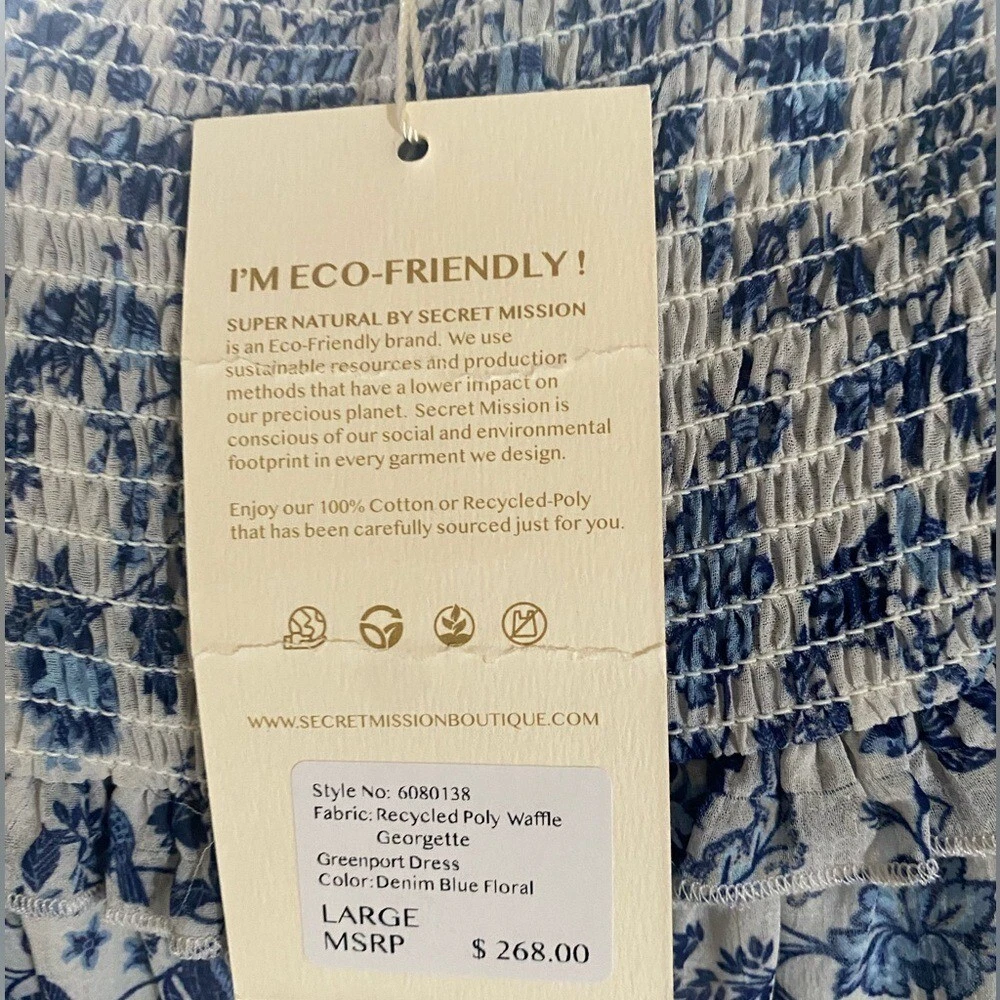 I'M ECO-FRIENDLY !
SUPER NATURAL BY SECRET MISSION
is an Eco-Friendly brand. We use
sustainable resources and production
methods that have a lower impact on
our precious planet. Secret Mission is
conscious of our social and environmental
footprint in every garment we design.
Enjoy our 100% Cotton or Recycled-Poly
that has been carefully sourced just for you.
WWW.SECRETMISSIONBOUTIQUE.COM
Style No: 6080138
Fabric: Recycled Poly Waffle
Georgette
Greenport Dress
Color: Denim Blue Floral
LARGE
MSRP $ 268.00